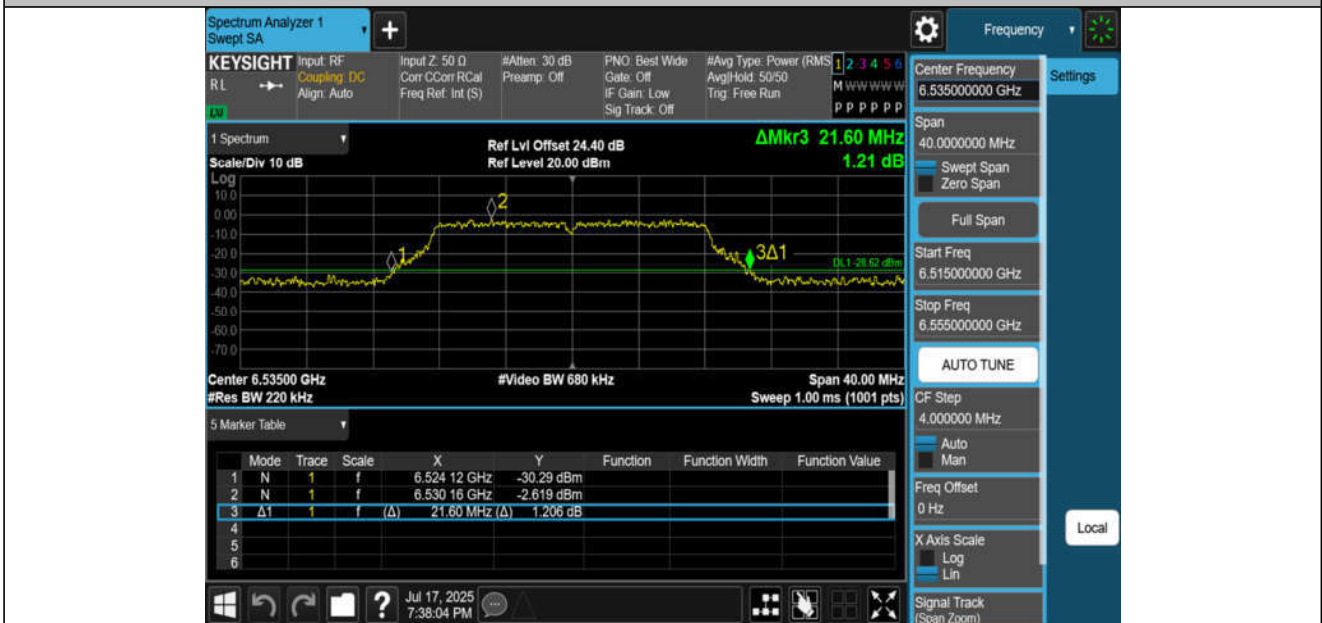 Spectrum Analyzer 1
Swept SA
+
Frequency
KEYSIGHT
RL
Input: RF
Coupling: DC
Align: Auto
Input Z: 50 Ω
Corr CCorr RCal
Freq Ref: Int (S)
#Atten: 30 dB
Preamp: Off
PNO: Best Wide
Gate: Off
IF Gain: Low
Sig Track: Off
#Avg Type: Power (RMS
Avg|Hold: 50/50
Trig: Free Run
1 2 3 4 5 6
M W W W W W
P P P P P P
1 Spectrum
Scale/Div 10 dB
Ref Lvl Offset 24.40 dB
Ref Level 20.00 dBm
ΔMkr3 21.60 MHz
1.21 dB
Log
10.0
0.00
-10.0
-20.0
-30.0
-40.0
-50.0
-60.0
-70.0
1
2
3Δ1
DL1 -28.62 dBm
Center 6.53500 GHz
#Video BW 680 kHz
Span 40.00 MHz
#Res BW 220 kHz
Sweep 1.00 ms (1001 pts)
5 Marker Table
Mode Trace Scale X Y Function Function Width Function Value
1 N 1 f 6.524 12 GHz -30.29 dBm
2 N 1 f 6.530 16 GHz -2.619 dBm
3 Δ1 1 f (Δ) 21.60 MHz (Δ) 1.206 dB
4
5
6
Jul 17, 2025
7:38:04 PM
?
Center Frequency
6.535000000 GHz
Settings
Span
40.0000000 MHz
Swept Span
Zero Span
Full Span
Start Freq
6.515000000 GHz
Stop Freq
6.555000000 GHz
AUTO TUNE
CF Step
4.000000 MHz
Auto
Man
Freq Offset
0 Hz
X Axis Scale
Log
Lin
Local
Signal Track
(Span Zoom)